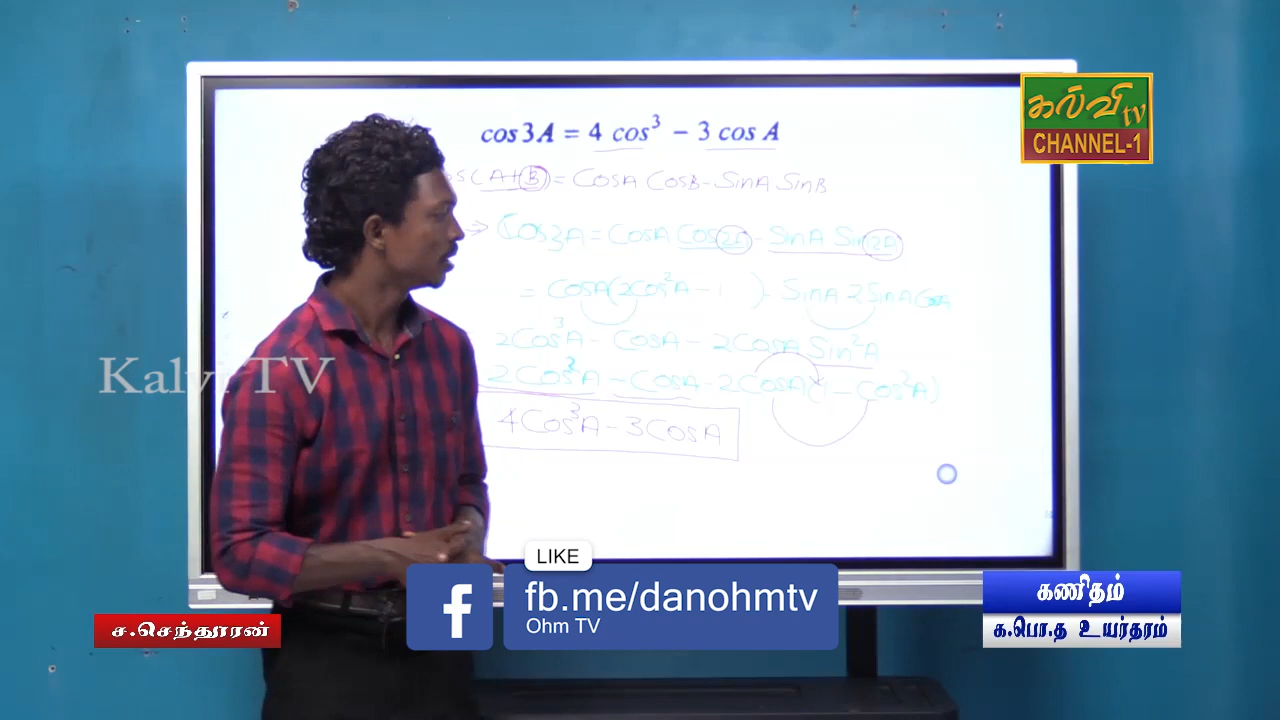 கல்வி tv
CHANNEL-1
cos 3A = 4 cos³ − 3 cos A
(A+B) = CosA CosB - SinA SinB
→ Cos3A = CosA Cos2A - SinA Sin2A
= CosA(2Cos²A - 1) - SinA 2SinA CosA
2Cos³A - CosA - 2CosA Sin²A
2Cos³A - CosA - 2CosA(1 - Cos²A)
4Cos³A - 3CosA
Kalvi TV
LIKE
fb.me/danohmtv
Ohm TV
ச.செந்தூரன்
கணிதம்
க.பொ.த உயர்தரம்